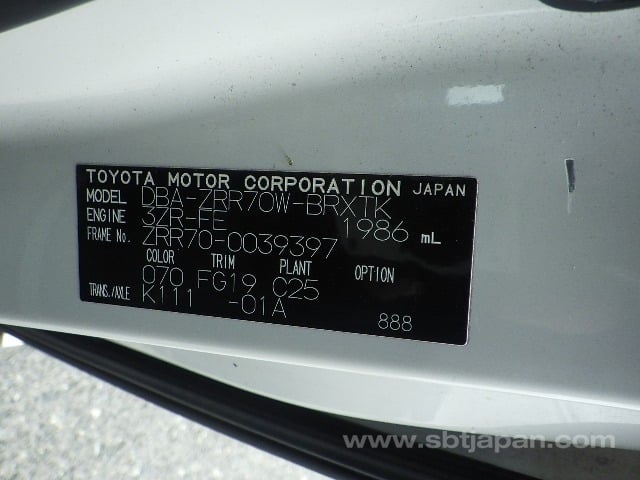 TOYOTA MOTOR CORPORATION JAPAN
MODEL DBA-ZRR70W-BRXTK
ENGINE 3ZR-FE 1986 mL
FRAME No. ZRR70-0039397
COLOR TRIM PLANT OPTION
070 FG19 C25
TRANS./AXLE K111 -01A
888
www.sbtjapan.com